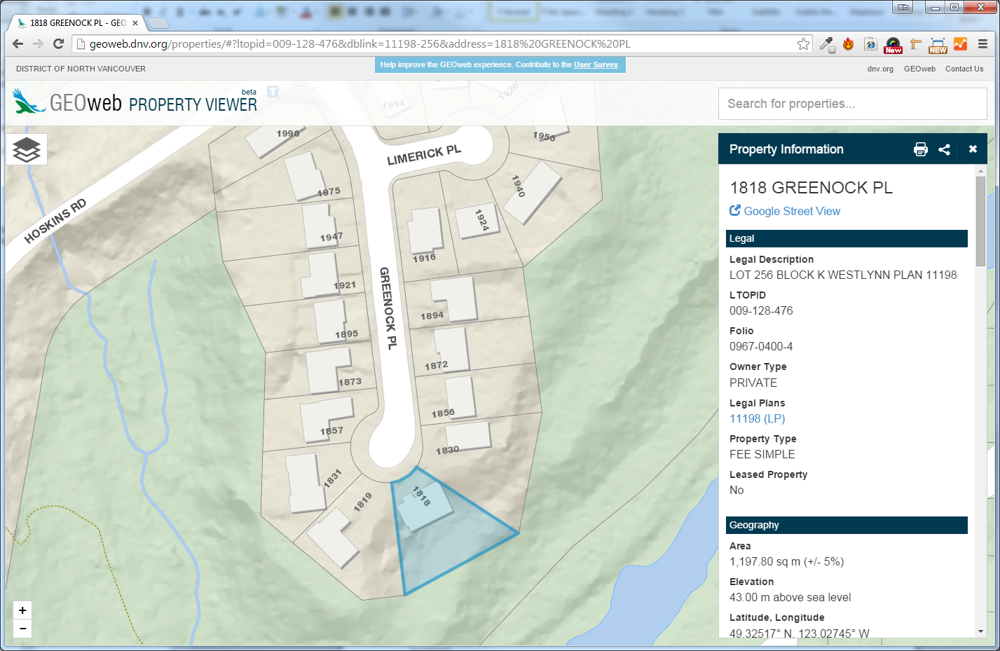 1818 GREENOCK PL - GEO
geoweb.dnv.org/properties/#?ltopid=009-128-476&dblink=11198-256&address=1818%20GREENOCK%20PL
New
NEW
DISTRICT OF NORTH VANCOUVER
Help improve the GEOweb experience. Contribute to the User Survey.
dnv.org GEOweb Contact Us
GEOweb PROPERTY VIEWER beta
T
Search for properties...
1994
1970
1996
1956
LIMERICK PL
1975
1940
HOSKINS RD
1924
1947
1916
GREENOCK PL
1921
1894
1895
1872
1873
1856
1857
1830
1831
1819
1818
+
−
Property Information
1818 GREENOCK PL
Google Street View
Legal
Legal Description
LOT 256 BLOCK K WESTLYNN PLAN 11198
LTOPID
009-128-476
Folio
0967-0400-4
Owner Type
PRIVATE
Legal Plans
11198 (LP)
Property Type
FEE SIMPLE
Leased Property
No
Geography
Area
1,197.80 sq m (+/- 5%)
Elevation
43.00 m above sea level
Latitude, Longitude
49.32517° N, 123.02745° W